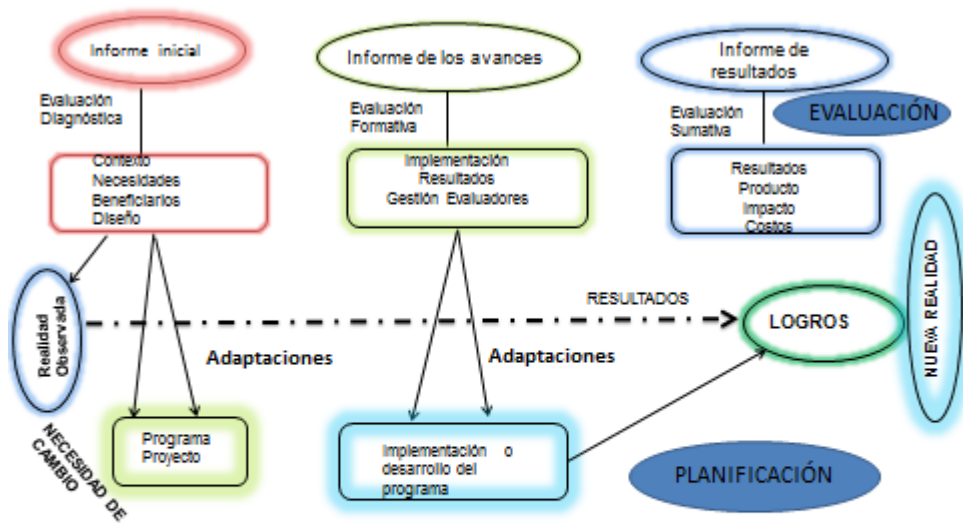 Informe inicial
Informe de los avances
Informe de
resultados
EVALUACIÓN
Evaluación
Diagnóstica
Evaluación
Formativa
Evaluación
Sumativa
Contexto
Necesidades
Beneficiarios
Diseño
Implementación
Resultados
Gestión Evaluadores
Resultados
Producto
Impacto
Costos
NUEVA REALIDAD
Realidad
Observada
RESULTADOS
LOGROS
Adaptaciones
Adaptaciones
NECESIDAD DE
CAMBIO
Programa
Proyecto
Implementación o
desarrollo del
programa
PLANIFICACIÓN